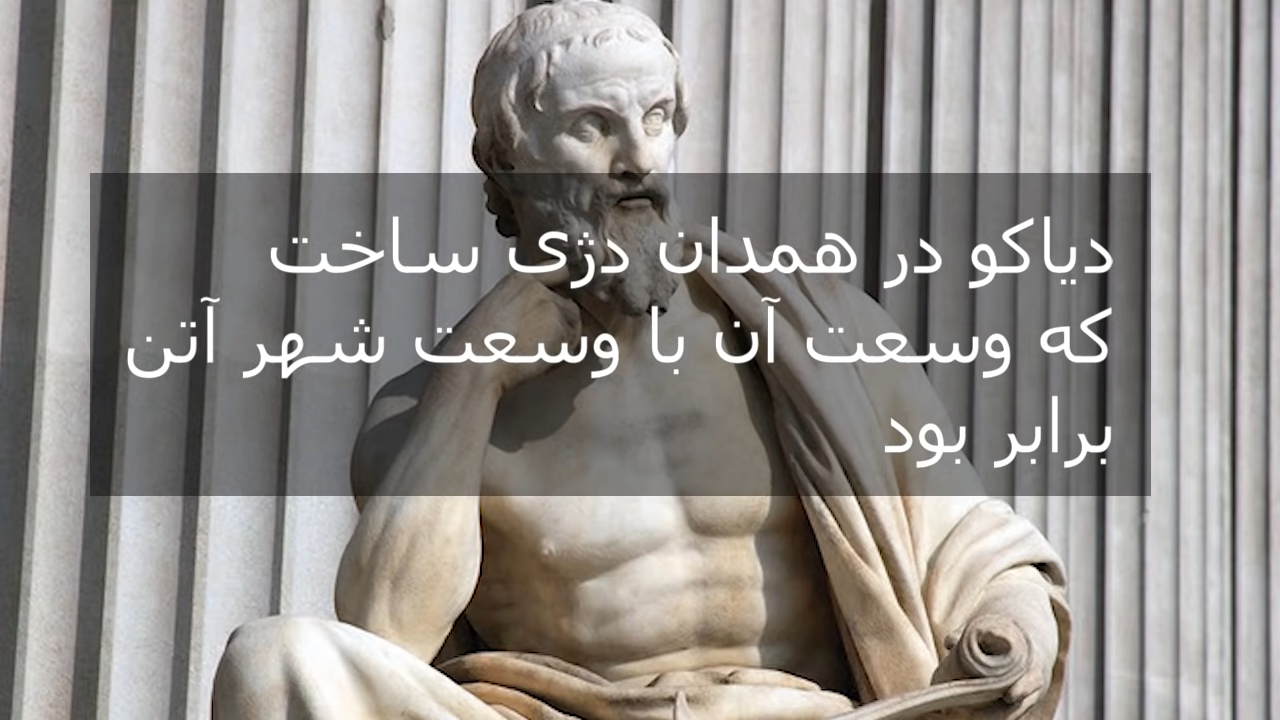 دیاکو در همدان دژی ساخت
که وسعت آن با وسعت شهر آتن
برابر بود